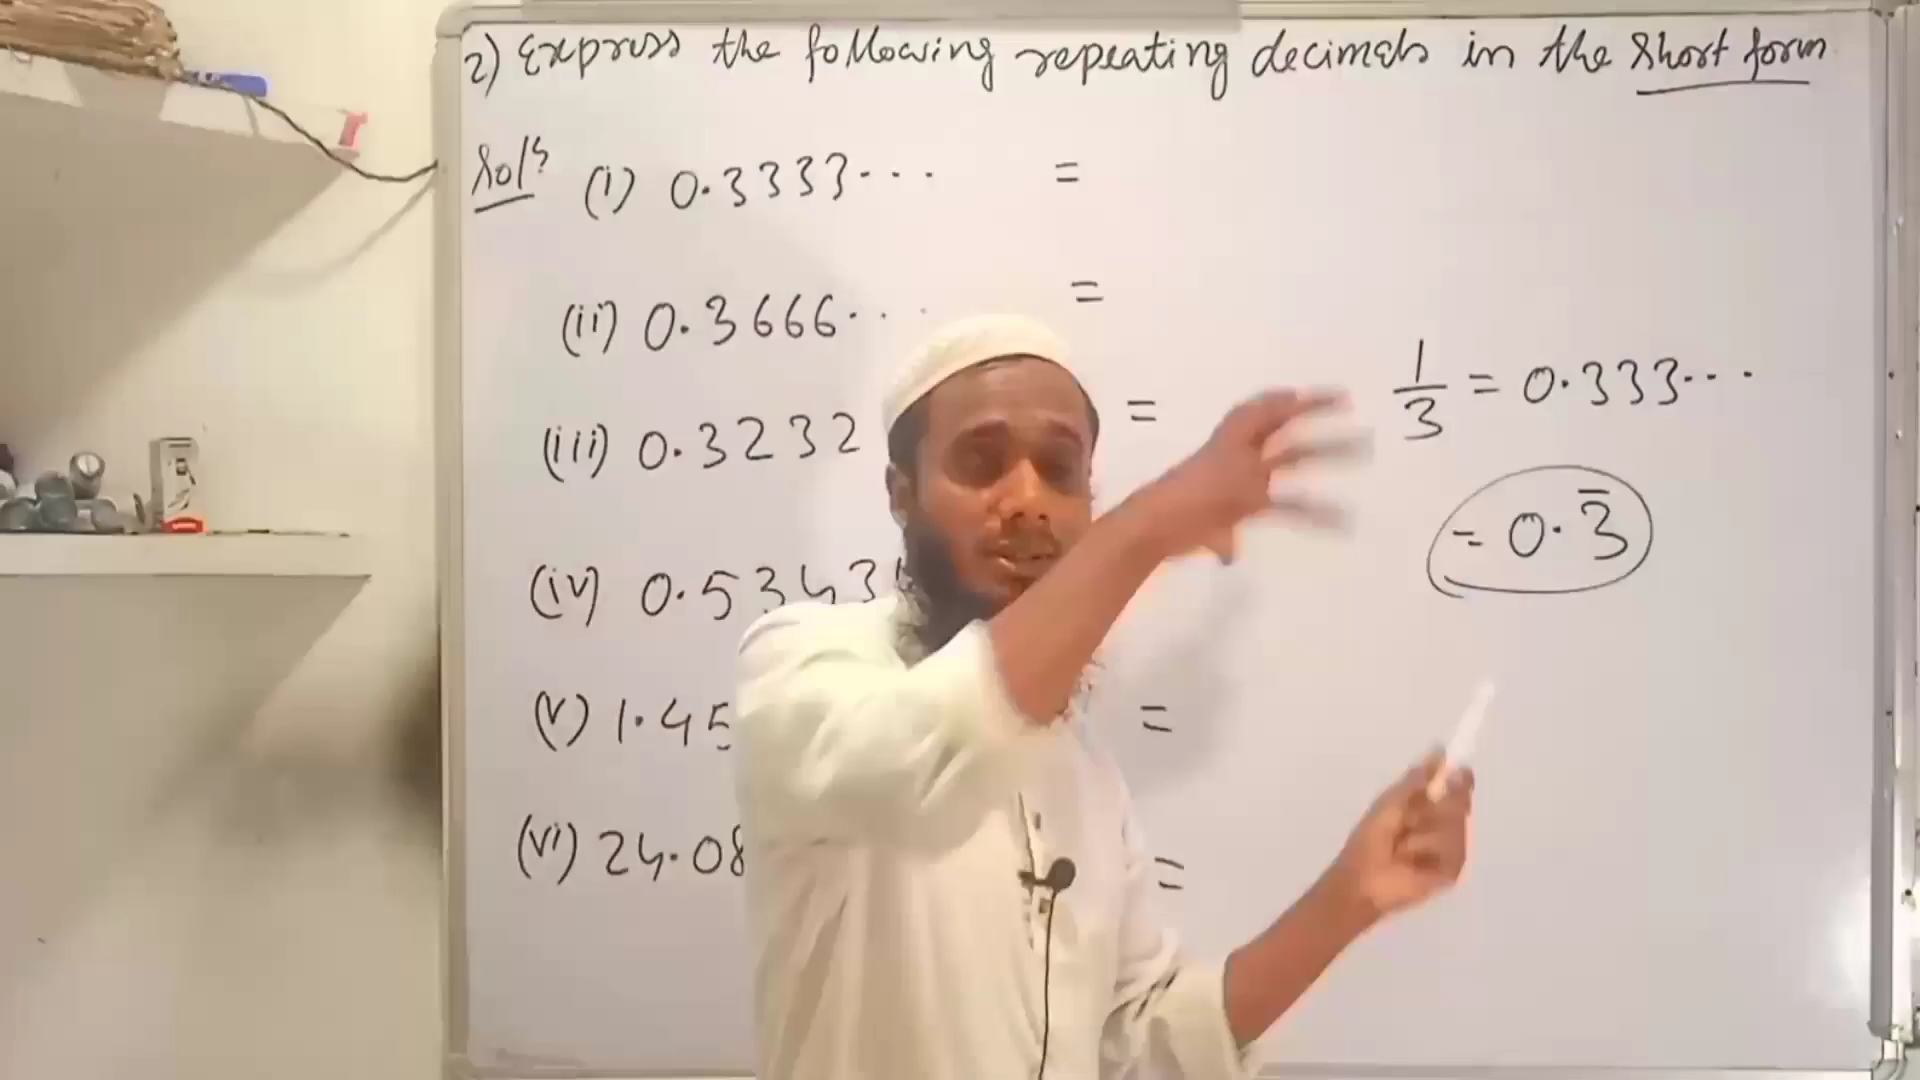 2) Express the following repeating decimals in the short form
Solⁿ (i) 0.3333... =
(ii) 0.3666... =
(iii) 0.3232 =
(iv) 0.5343
(v) 1.45 =
(vi) 24.08 =
1/3 = 0.333...
= 0.3̄